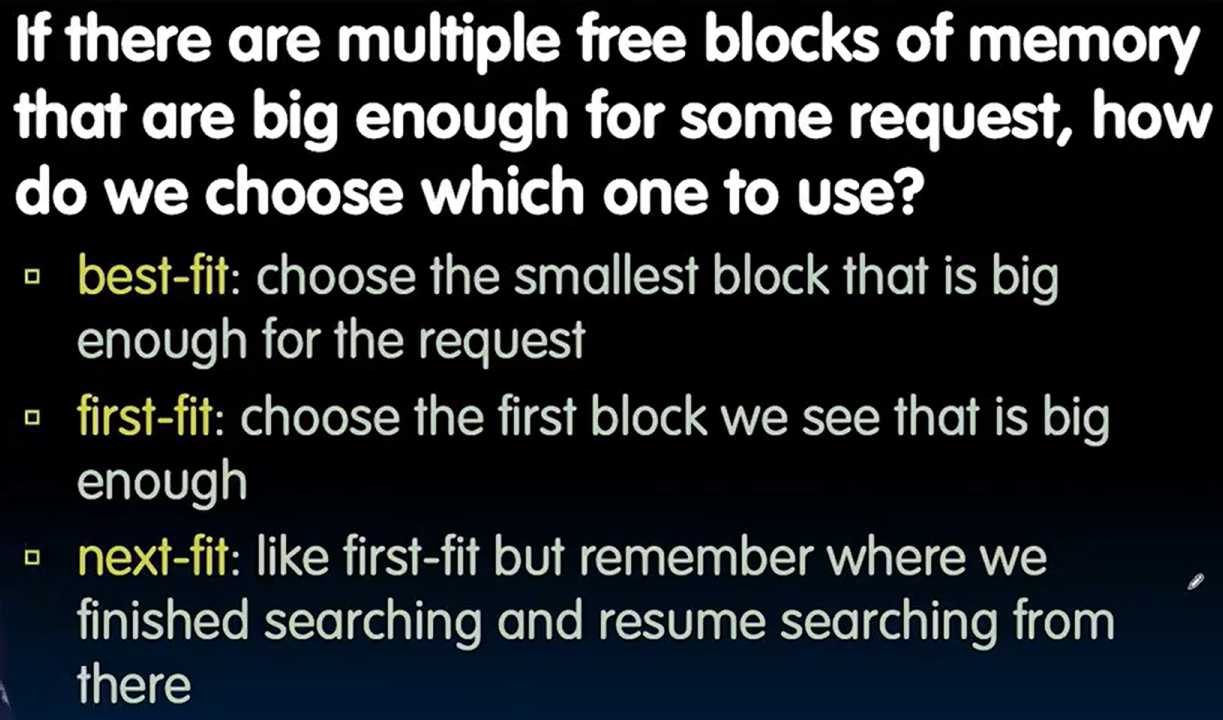 If there are multiple free blocks of memory
that are big enough for some request, how
do we choose which one to use?
best-fit: choose the smallest block that is big
enough for the request
first-fit: choose the first block we see that is big
enough
next-fit: like first-fit but remember where we
finished searching and resume searching from
there